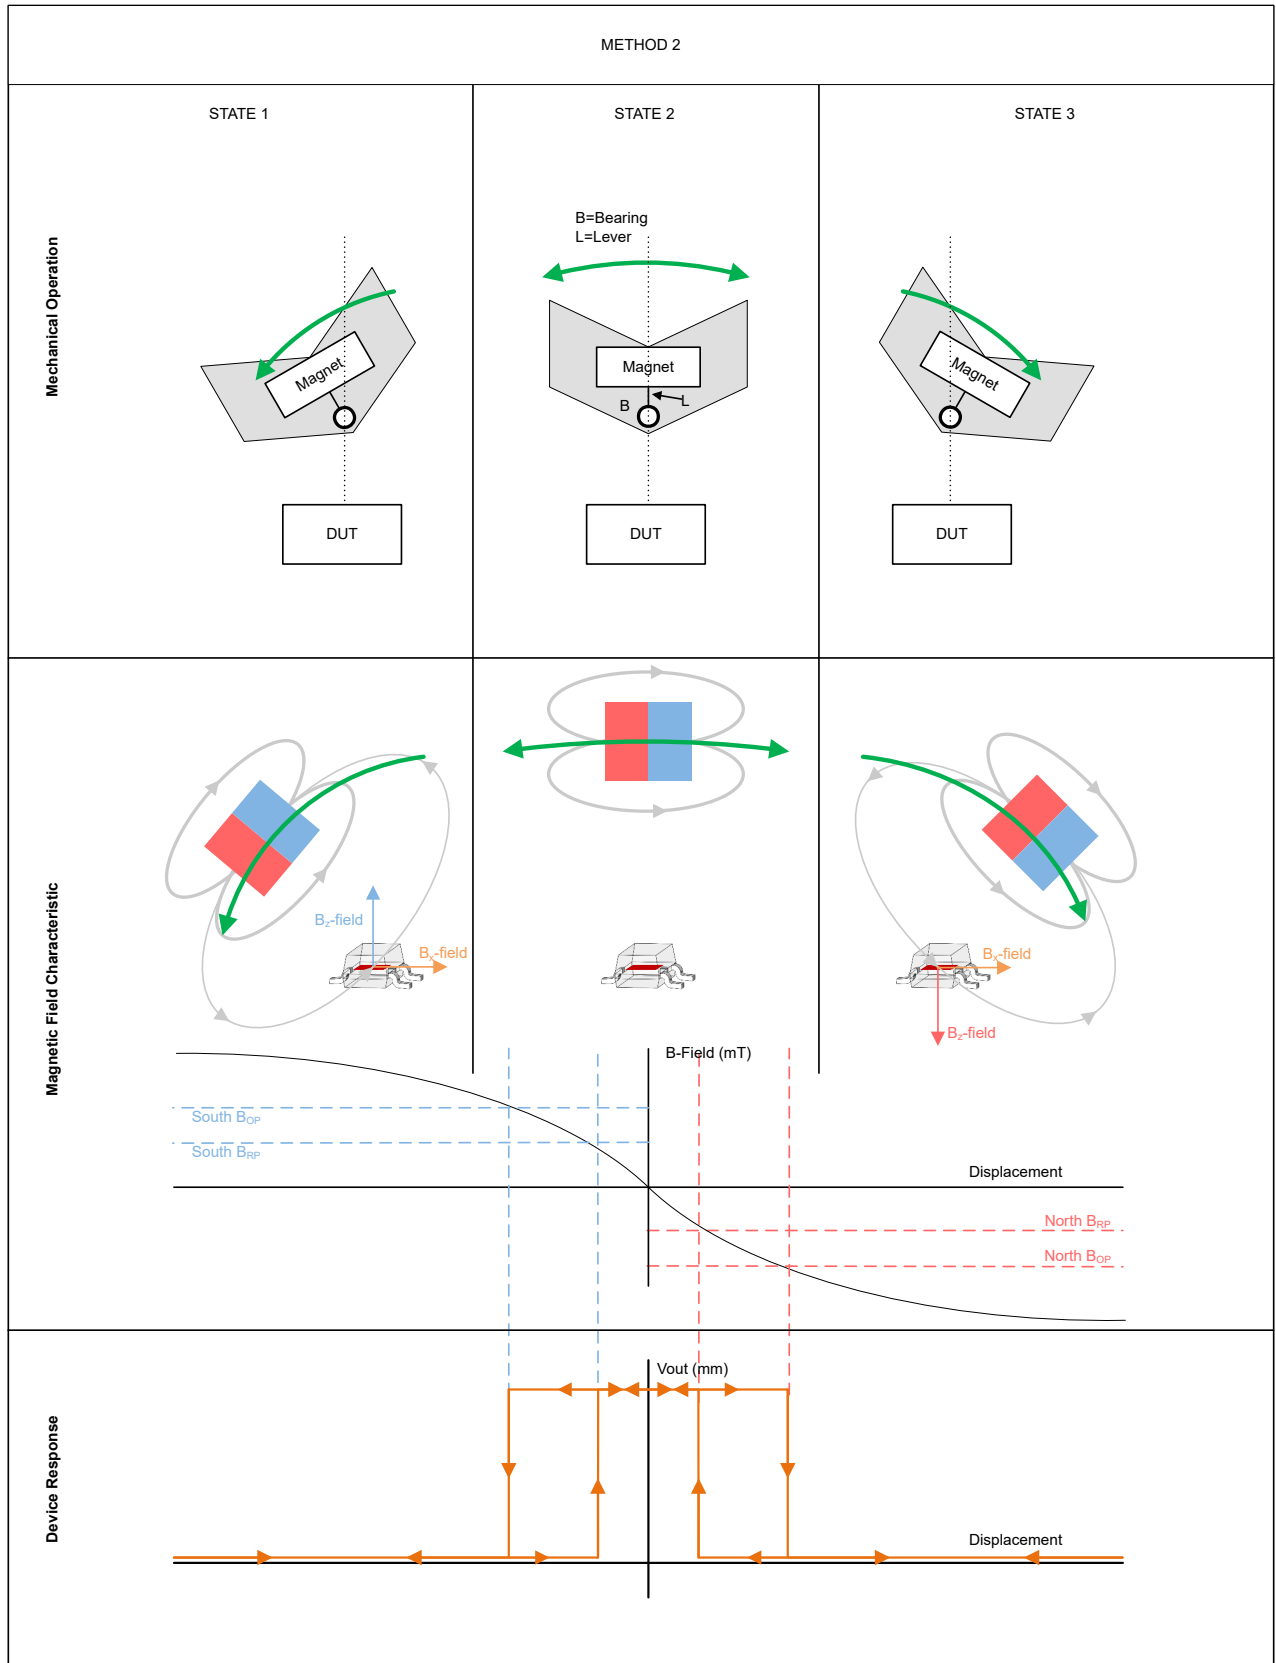 METHOD 2
STATE 1
STATE 2
STATE 3
Mechanical Operation
B=Bearing
L=Lever
Magnet
Magnet
Magnet
B
L
DUT
DUT
DUT
Magnetic Field Characteristic
Bz-field
Bx-field
Bx-field
Bz-field
B-Field (mT)
South BOP
South BRP
Displacement
North BRP
North BOP
Device Response
Vout (mm)
Displacement